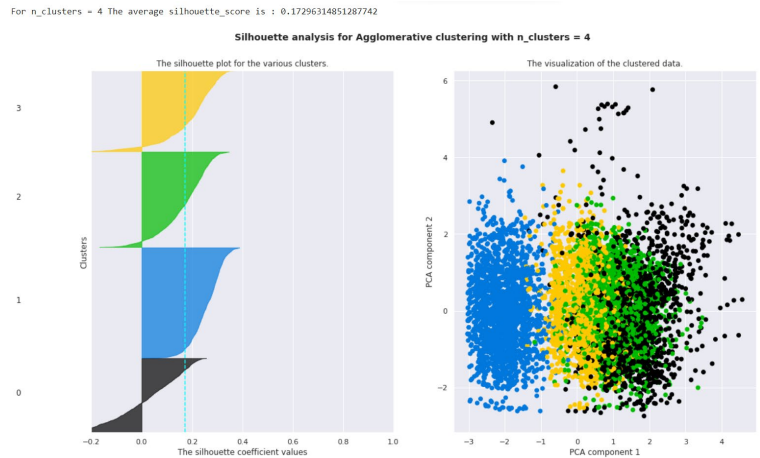 For n_clusters = 4 The average silhouette_score is : 0.17296314851287742
Silhouette analysis for Agglomerative clustering with n_clusters = 4
The silhouette plot for the various clusters.
3
2
1
0
Clusters
−0.2 0.0 0.2 0.4 0.6 0.8 1.0
The silhouette coefficient values
The visualization of the clustered data.
6
4
2
0
−2
PCA component 2
−3 −2 −1 0 1 2 3 4
PCA component 1